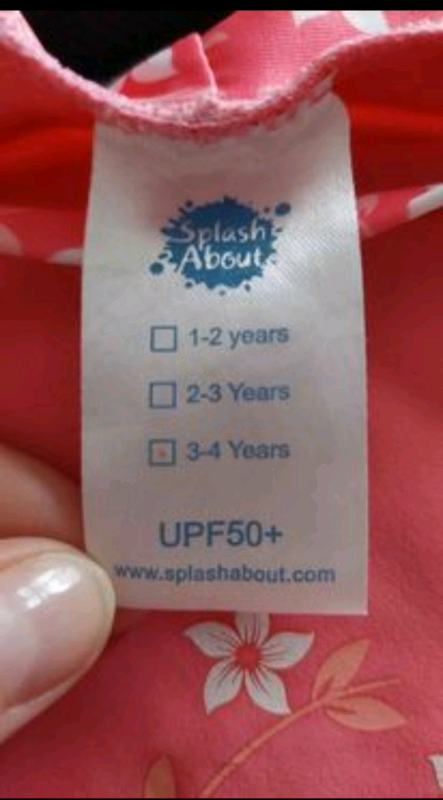 Splash
About
1-2 years
2-3 Years
3-4 Years
UPF50+
www.splashabout.com